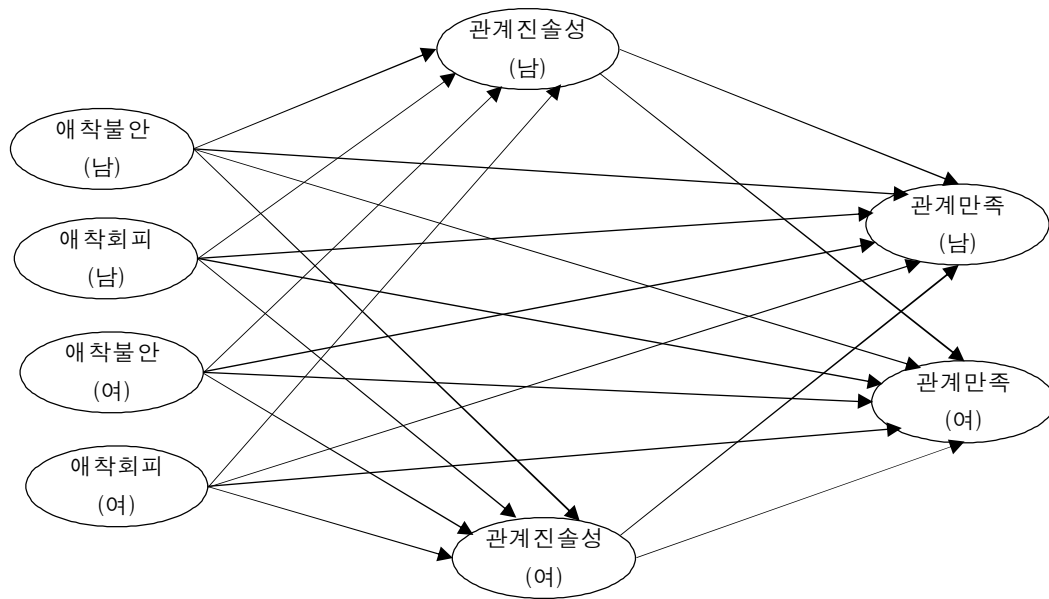 관계진솔성
(남)
애착불안
(남)
애착회피
(남)
애착불안
(여)
애착회피
(여)
관계만족
(남)
관계만족
(여)
관계진솔성
(여)